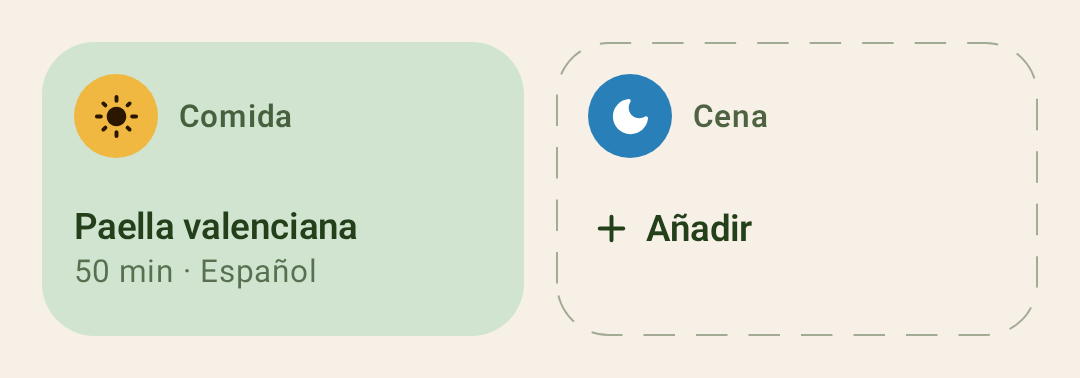 Comida
Paella valenciana
50 min · Español
Cena
+ Añadir